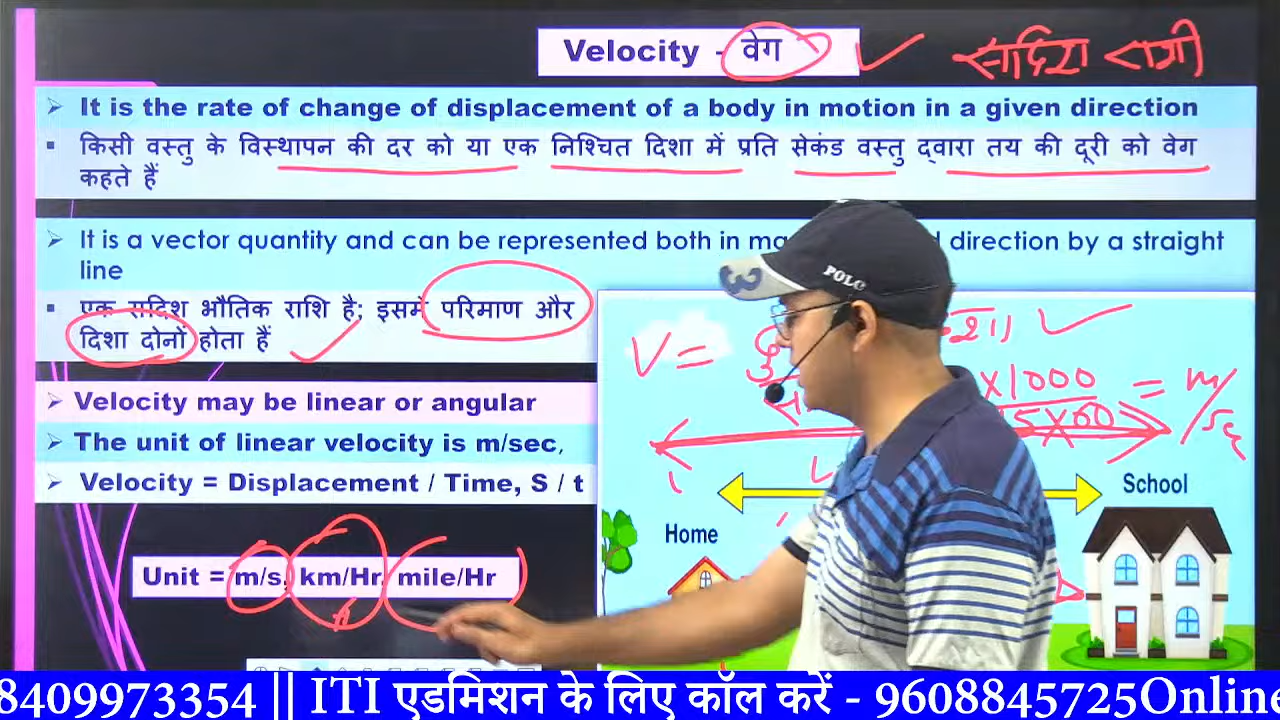 Velocity - वेग
सदिश राशी
It is the rate of change of displacement of a body in motion in a given direction
किसी वस्तु के विस्थापन की दर को या एक निश्चित दिशा में प्रति सेकंड वस्तु द्वारा तय की दूरी को वेग
कहते हैं
It is a vector quantity and can be represented both in direction by a straight
line
एक सदिश भौतिक राशि है; इसमें परिमाण और
दिशा दोनों होता हैं
V =
×1000 = m/
Velocity may be linear or angular
The unit of linear velocity is m/sec,
Velocity = Displacement / Time, S / t
School
Home
POLO
Unit = m/s, km/Hr, mile/Hr
8409973354 || ITI एडमिशन के लिए कॉल करें - 9608845725Online